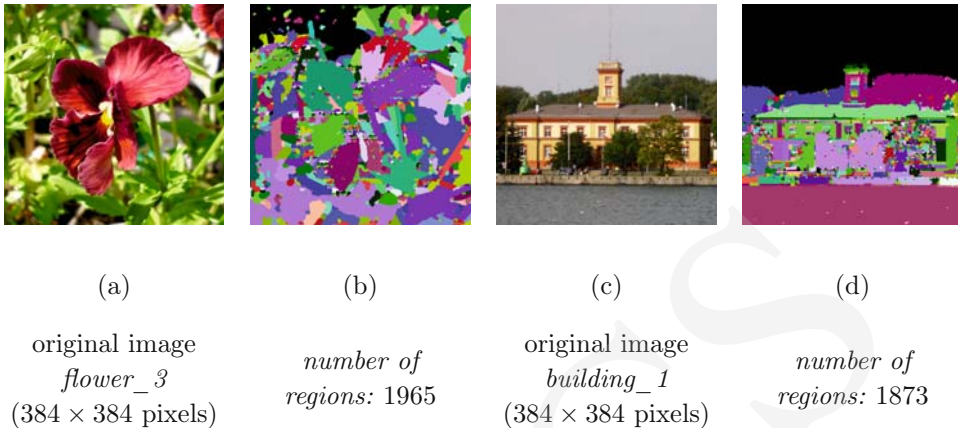 (a)
(b)
(c)
(d)
original image
flower_3
(384 × 384 pixels)
number of
regions: 1965
original image
building_1
(384 × 384 pixels)
number of
regions: 1873